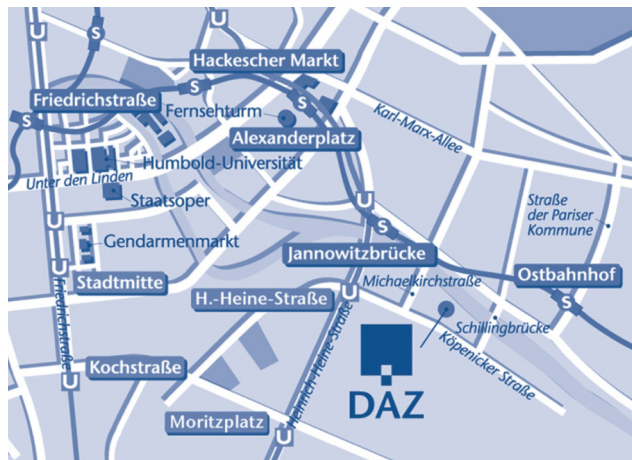 U
S
Hackescher Markt
S
Friedrichstraße
S
Fernsehturm
S
Karl-Marx-Allee
Alexanderplatz
S
Humbold-Universität
Unter den Linden
Staatsoper
U
U
S
Straße
der Pariser
Kommune
Gendarmenmarkt
Jannowitzbrücke
U
Stadtmitte
Michaelkirchstraße
Ostbahnhof
H.-Heine-Straße
U
S
Friedrichstraße
Schillingbrücke
Köpenicker Straße
Heinrich-Heine-Straße
Kochstraße
U
DAZ
Moritzplatz
U